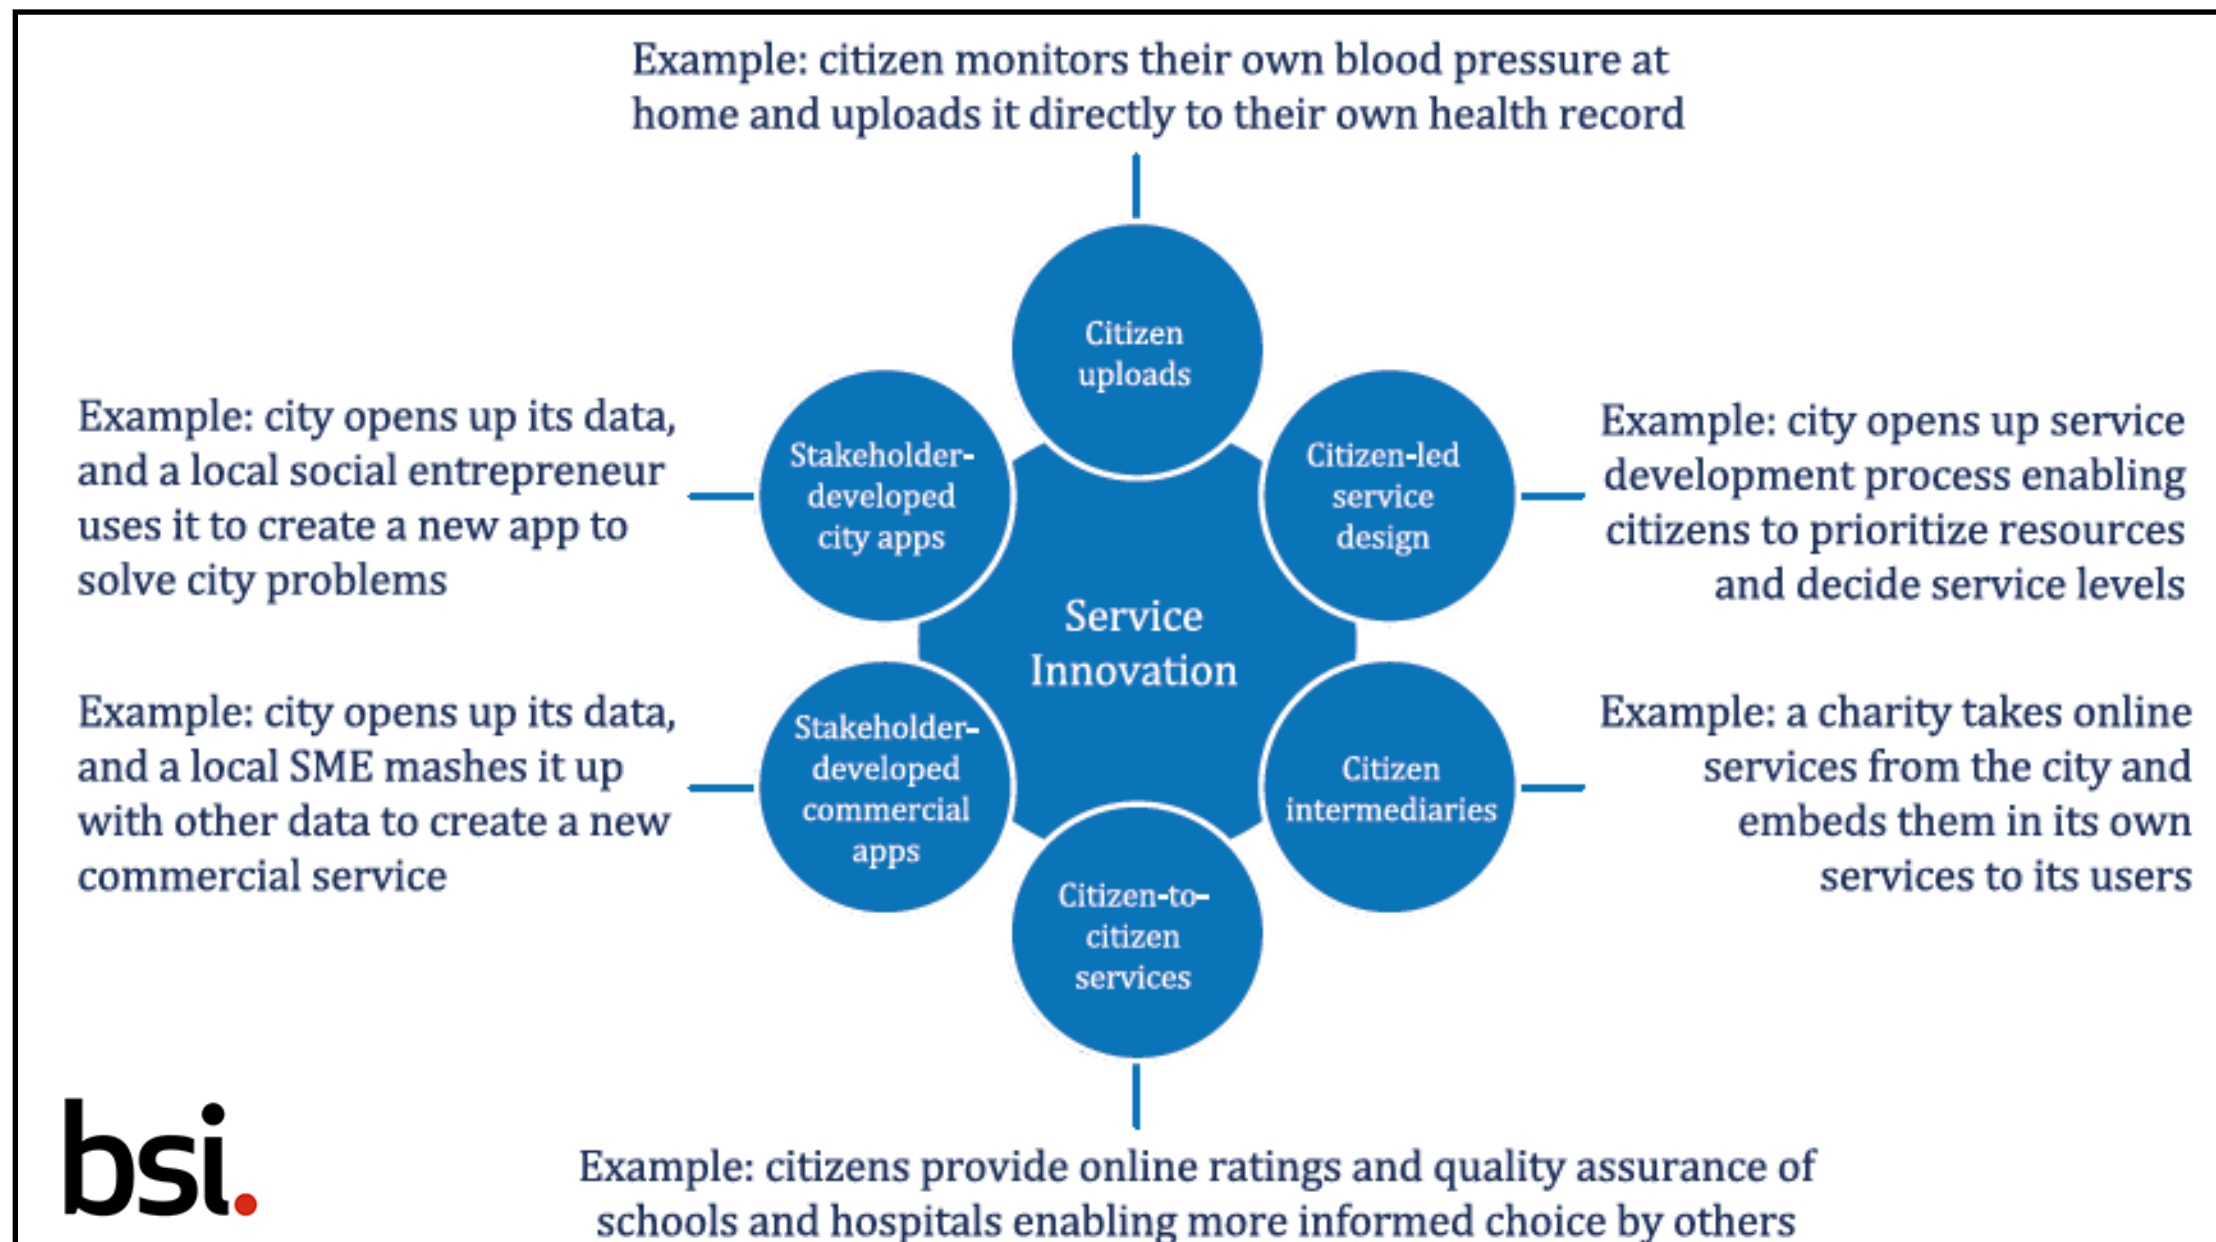 Example: citizen monitors their own blood pressure at
home and uploads it directly to their own health record
Citizen
uploads
Example: city opens up its data,
and a local social entrepreneur
uses it to create a new app to
solve city problems
Stakeholder-
developed
city apps
Citizen-led
service
design
Example: city opens up service
development process enabling
citizens to prioritize resources
and decide service levels
Service
Innovation
Example: city opens up its data,
and a local SME mashes it up
with other data to create a new
commercial service
Stakeholder-
developed
commercial
apps
Citizen
intermediaries
Example: a charity takes online
services from the city and
embeds them in its own
services to its users
Citizen-to-
citizen
services
bsi.
Example: citizens provide online ratings and quality assurance of
schools and hospitals enabling more informed choice by others